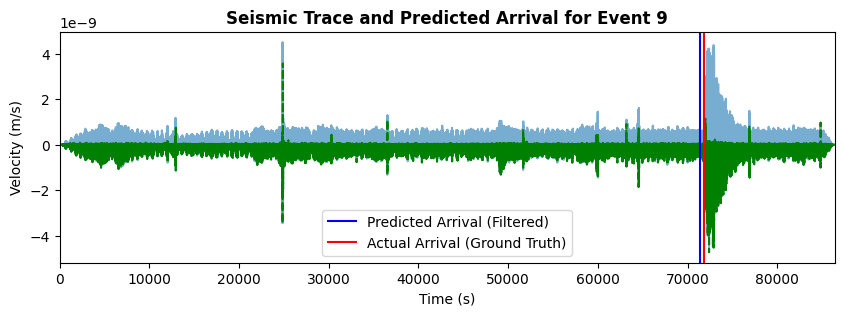 Seismic Trace and Predicted Arrival for Event 9
1e−9
4
2
0
−2
−4
Velocity (m/s)
Predicted Arrival (Filtered)
Actual Arrival (Ground Truth)
0 10000 20000 30000 40000 50000 60000 70000 80000
Time (s)